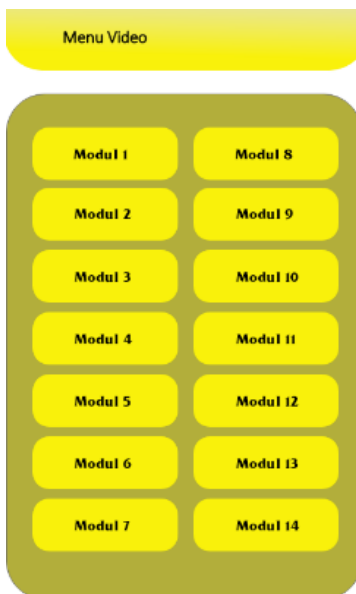 Menu Video
Modul 1
Modul 8
Modul 2
Modul 9
Modul 3
Modul 10
Modul 4
Modul 11
Modul 5
Modul 12
Modul 6
Modul 13
Modul 7
Modul 14